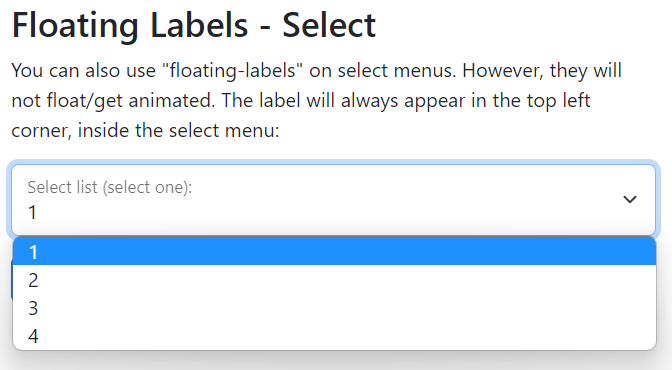 Floating Labels - Select
You can also use "floating-labels" on select menus. However, they will
not float/get animated. The label will always appear in the top left
corner, inside the select menu:
Select list (select one):
1
1
2
3
4